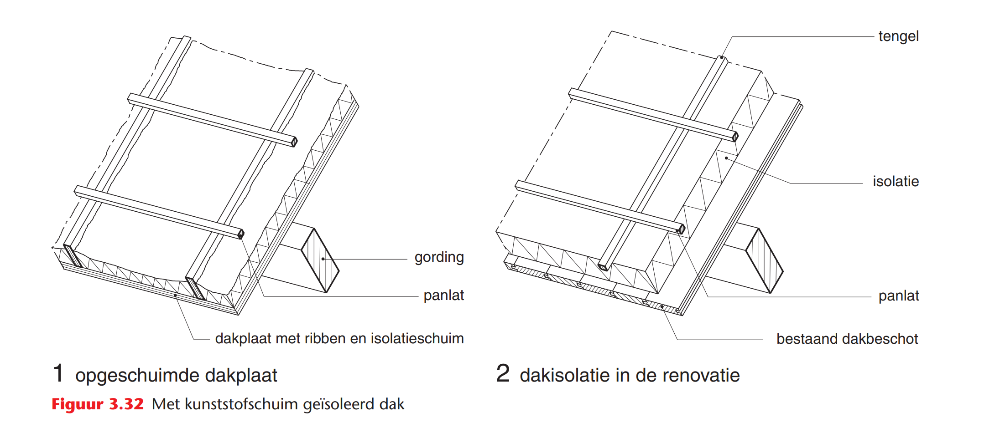 tengel
isolatie
gording
panlat
panlat
dakplaat met ribben en isolatieschuim
bestaand dakbeschot
1 opgeschuimde dakplaat
2 dakisolatie in de renovatie
Figuur 3.32 Met kunststofschuim geïsoleerd dak